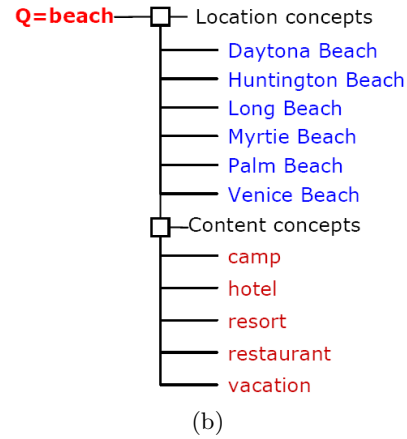 Q=beach
Location concepts
Daytona Beach
Huntington Beach
Long Beach
Myrtie Beach
Palm Beach
Venice Beach
Content concepts
camp
hotel
resort
restaurant
vacation
(b)